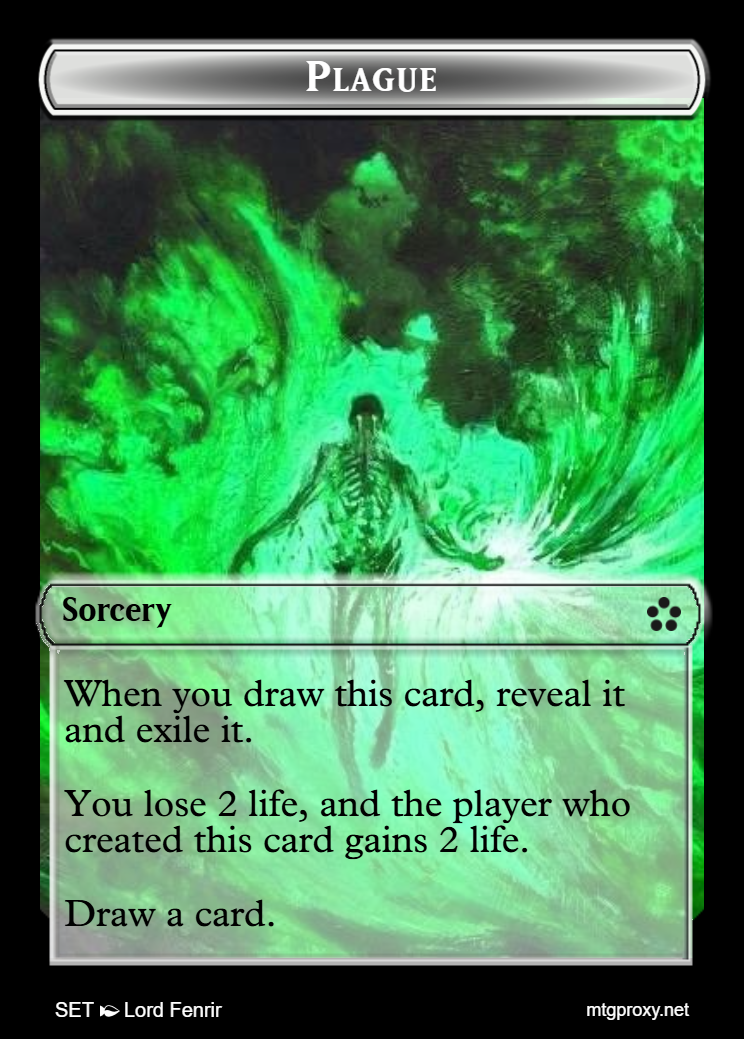 Plague
Sorcery
When you draw this card, reveal it
and exile it.
You lose 2 life, and the player who
created this card gains 2 life.
Draw a card.
SET Lord Fenrir
mtgproxy.net